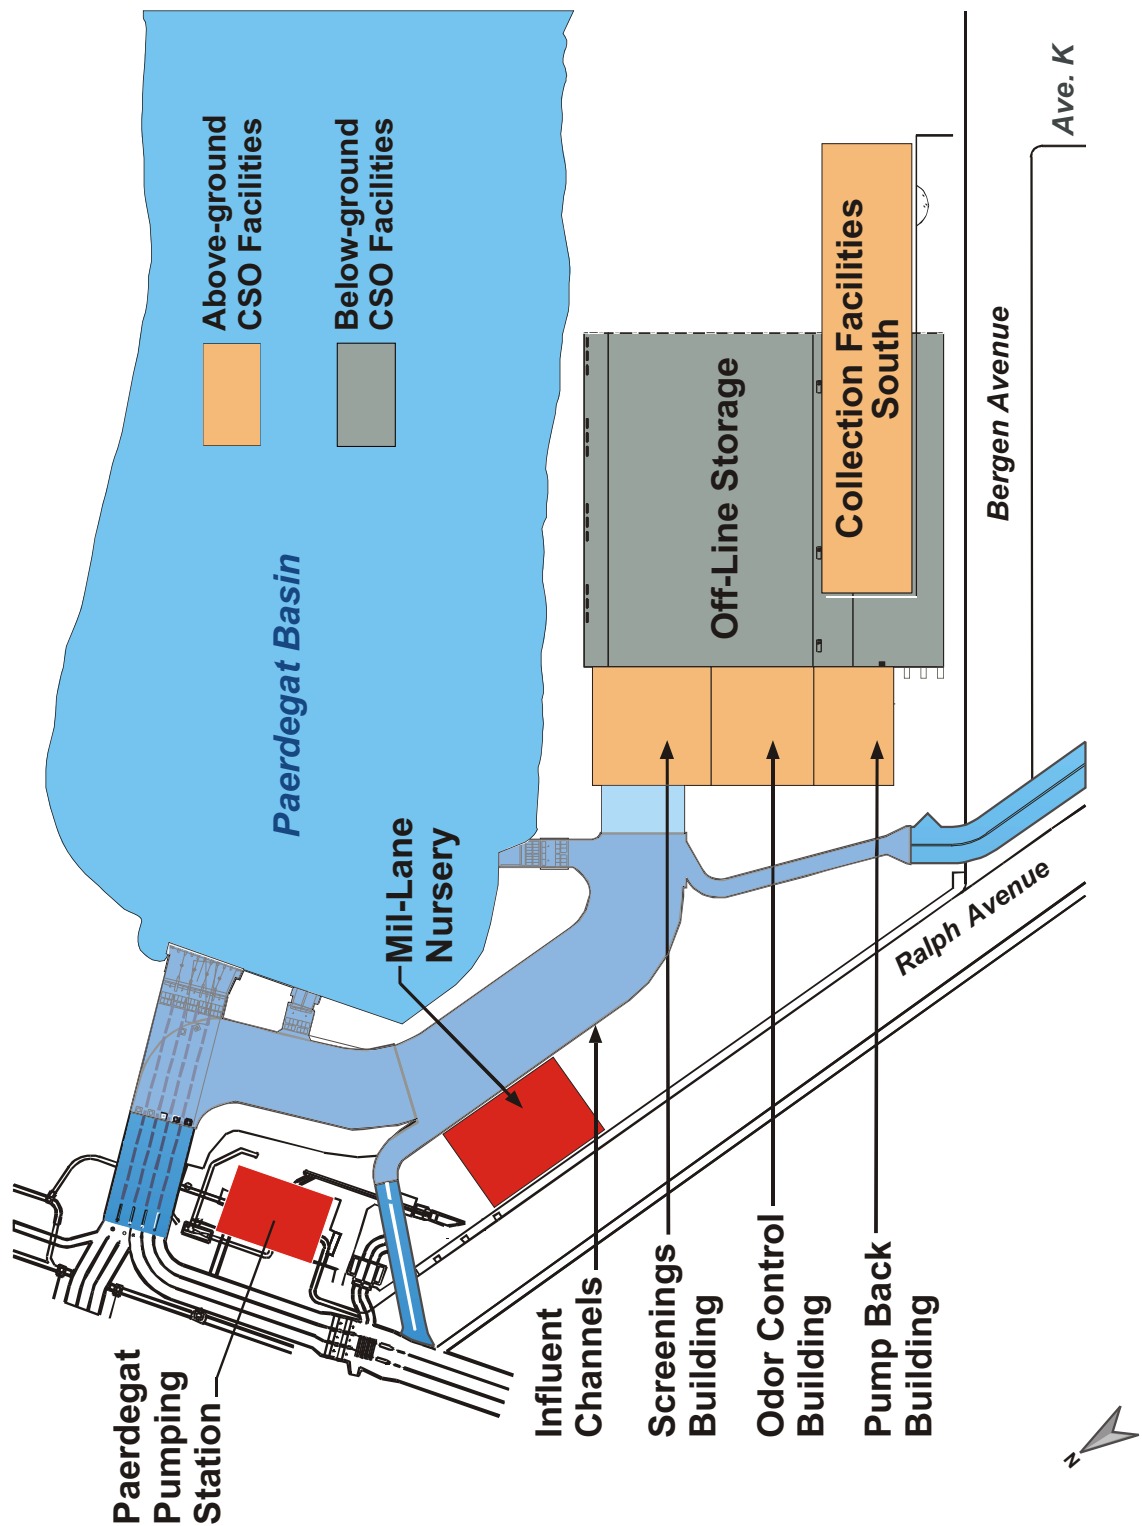 Above-ground
CSO Facilities
Below-ground
CSO Facilities
Paerdegat Basin
Mil-Lane
Nursery
Off-Line Storage
Collection Facilities
South
Bergen Avenue
Ave. K
Ralph Avenue
Paerdegat
Pumping
Station
Influent
Channels
Screenings
Building
Odor Control
Building
Pump Back
Building
N